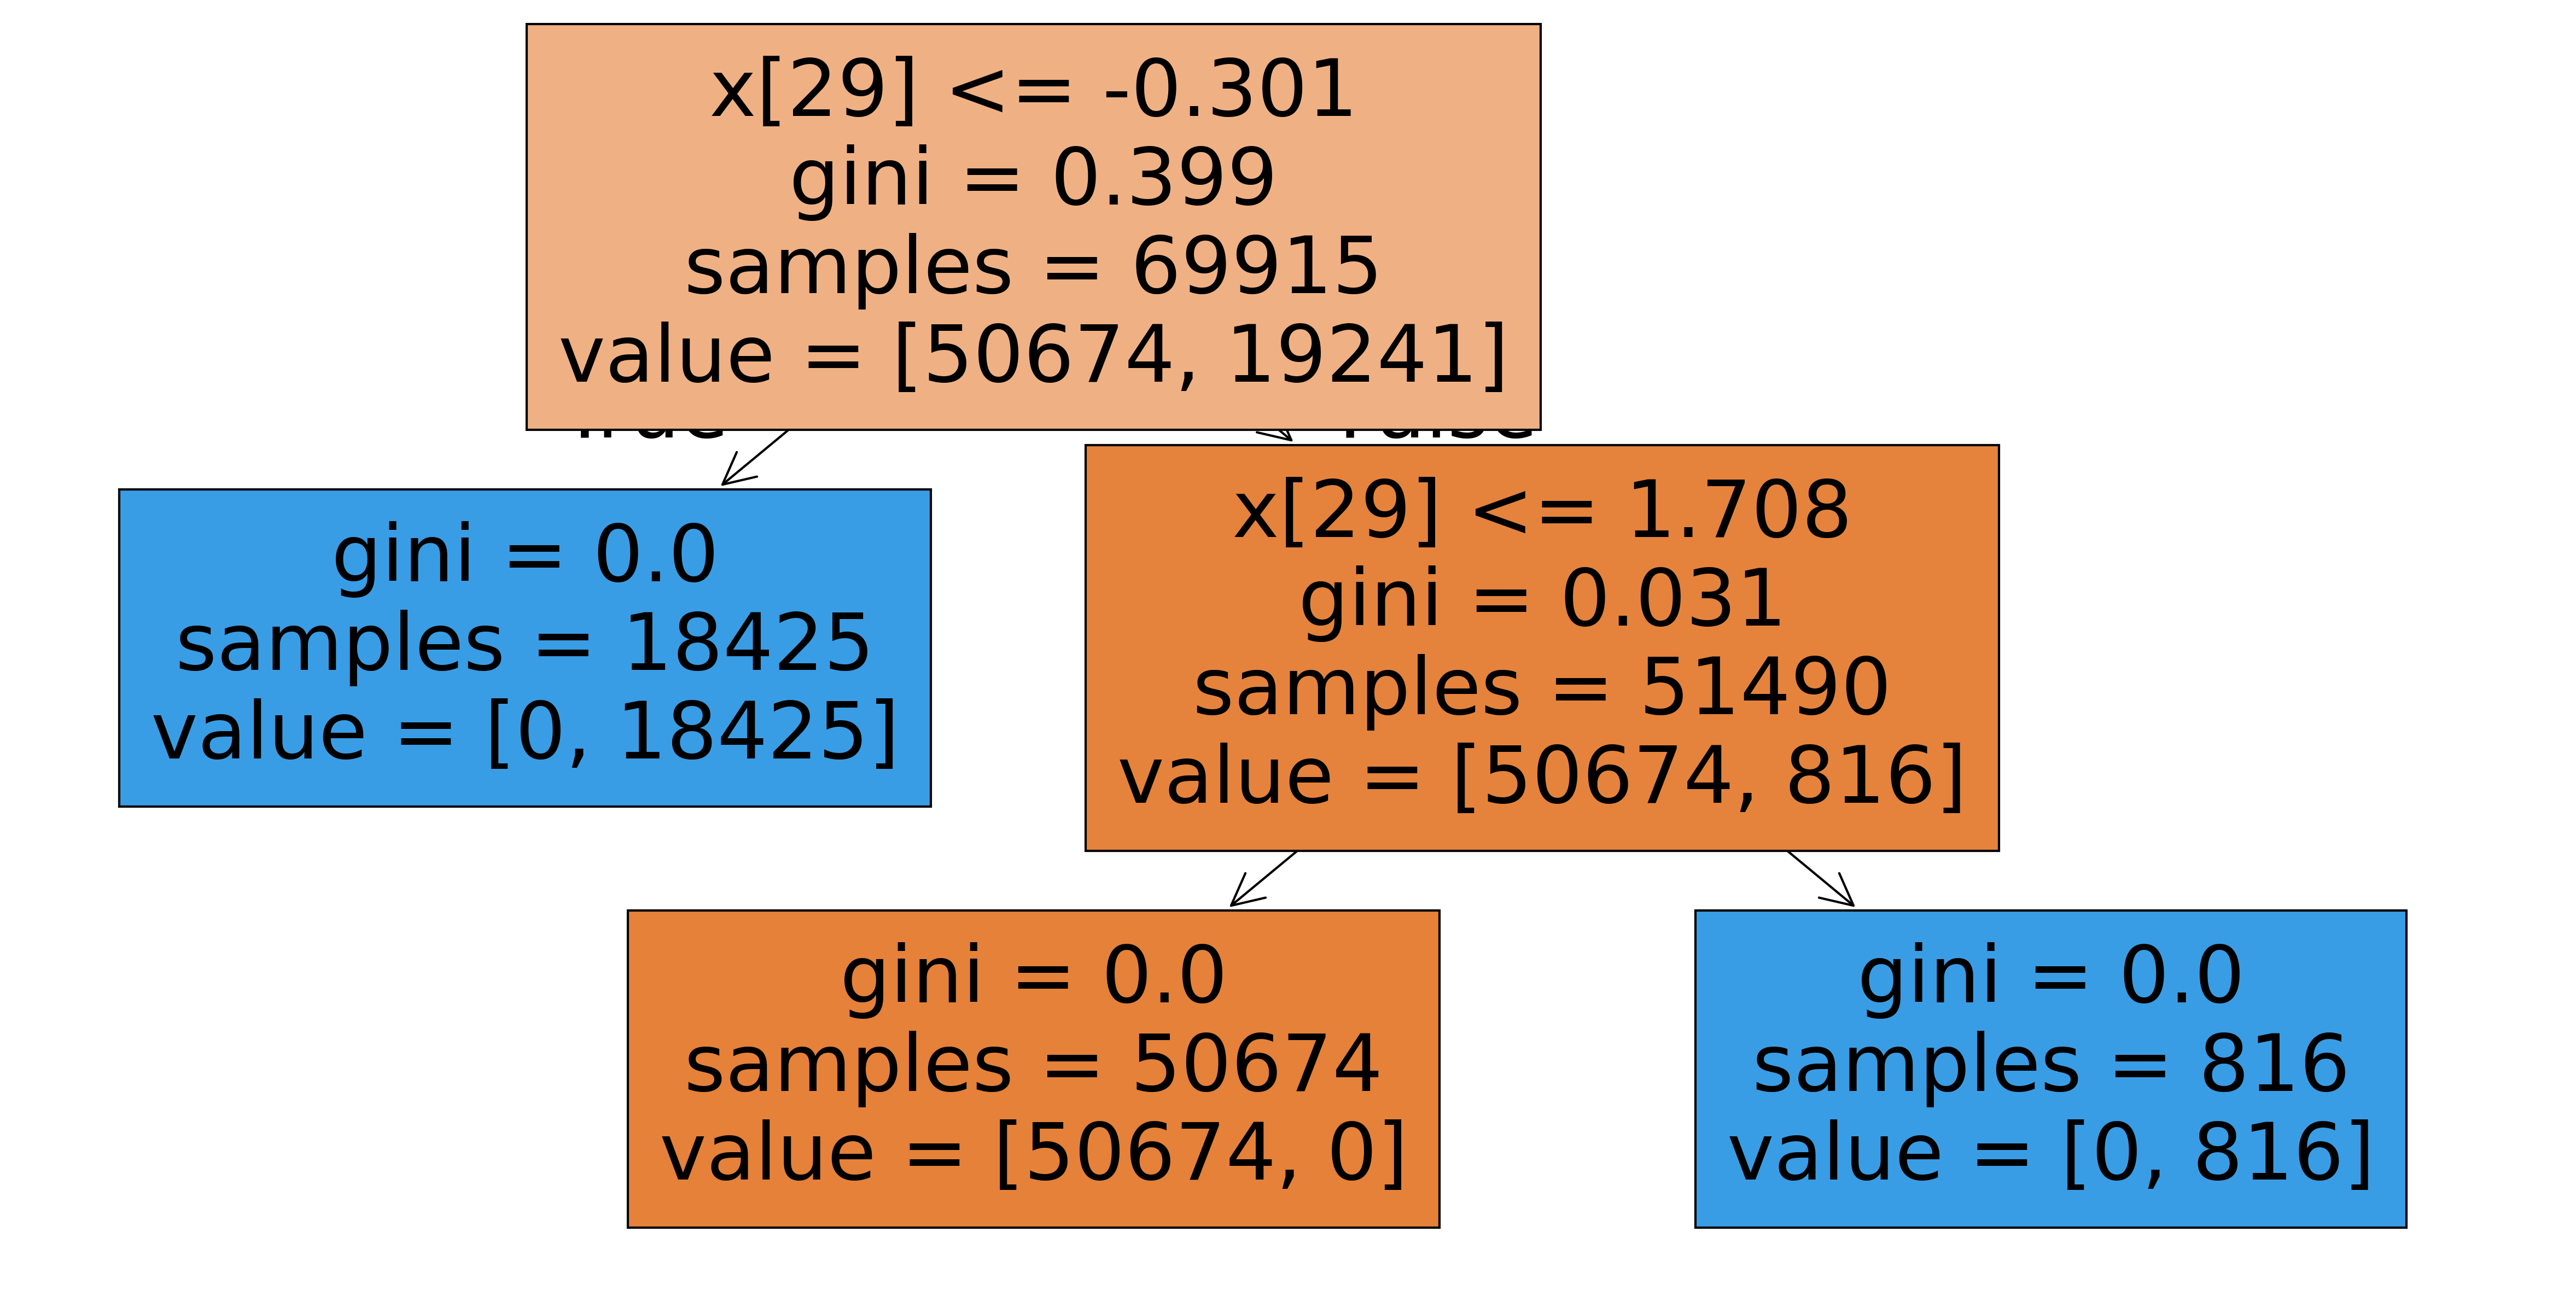 x[29] <= -0.301
gini = 0.399
samples = 69915
value = [50674, 19241]
gini = 0.0
samples = 18425
value = [0, 18425]
x[29] <= 1.708
gini = 0.031
samples = 51490
value = [50674, 816]
gini = 0.0
samples = 50674
value = [50674, 0]
gini = 0.0
samples = 816
value = [0, 816]